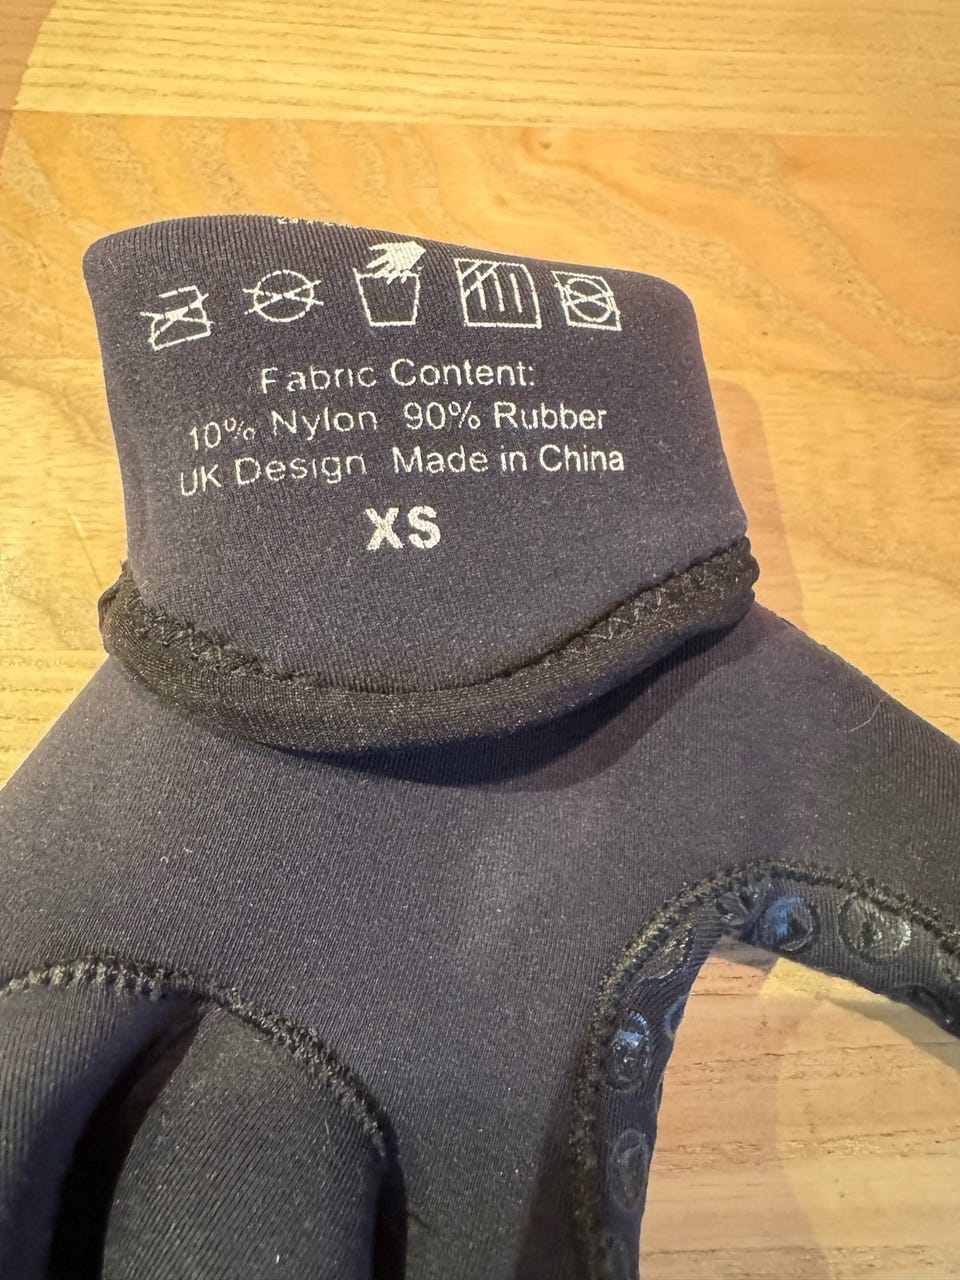 Fabric Content:
10% Nylon 90% Rubber
UK Design Made in China
XS